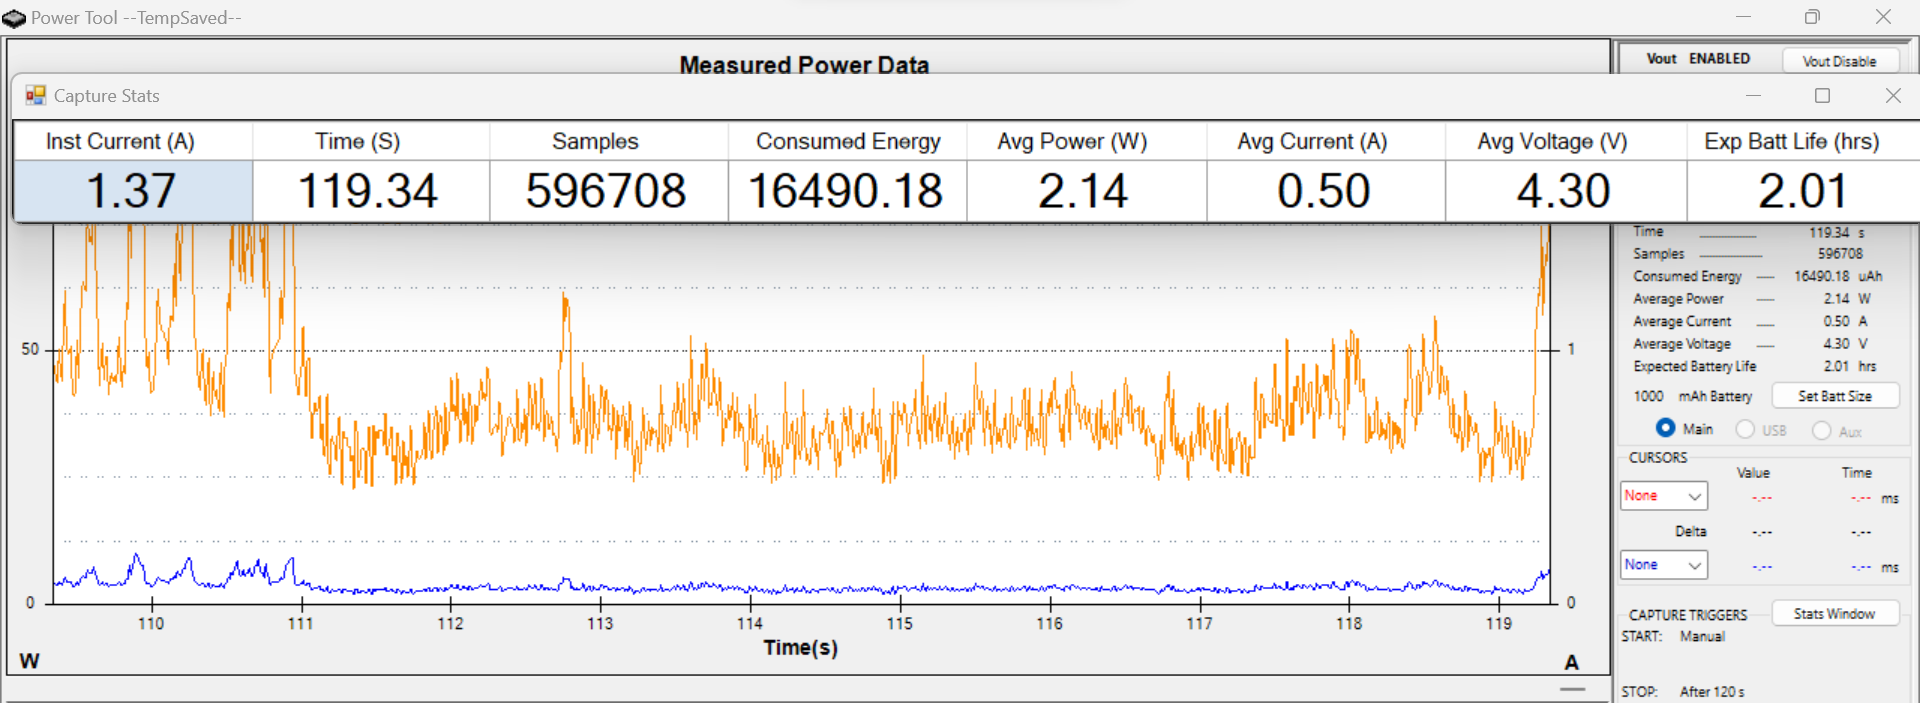 Power Tool --TempSaved--
Measured Power Data
Vout ENABLED
Vout Disable
Capture Stats
Inst Current (A) Time (S) Samples Consumed Energy Avg Power (W) Avg Current (A) Avg Voltage (V) Exp Batt Life (hrs)
1.37 119.34 596708 16490.18 2.14 0.50 4.30 2.01
Time 119.34 s
Samples 596708
Consumed Energy 16490.18 uAh
Average Power 2.14 W
Average Current 0.50 A
Average Voltage 4.30 V
Expected Battery Life 2.01 hrs
1000 mAh Battery Set Batt Size
Main USB Aux
CURSORS
Value Time
None -.-- -.-- ms
Delta -.-- -.--
None -.-- -.-- ms
CAPTURE TRIGGERS Stats Window
START: Manual
STOP: After 120 s
50 1
0 0
110 111 112 113 114 115 116 117 118 119
Time(s)
W A